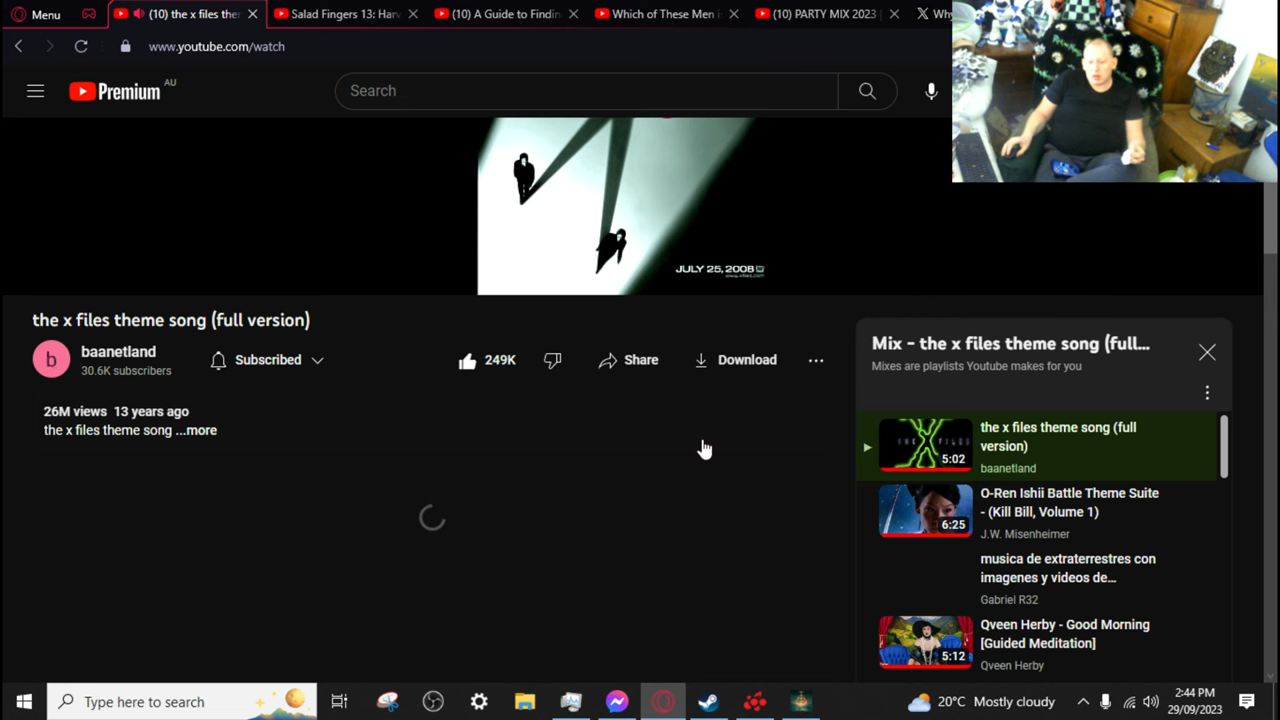 Menu
(10) the x files the
Salad Fingers 13: Har
(10) A Guide to Findin
Which of These Men i
(10) PARTY MIX 2023 |
Why
www.youtube.com/watch
Premium AU
Search
JULY 25, 2008
the x files theme song (full version)
b
baanetland
30.6K subscribers
Subscribed
249K
Share
Download
26M views 13 years ago
the x files theme song ...more
Mix - the x files theme song (full...
Mixes are playlists Youtube makes for you
THE X FILES
5:02
the x files theme song (full
version)
baanetland
6:25
O-Ren Ishii Battle Theme Suite
- (Kill Bill, Volume 1)
J.W. Misenheimer
musica de extraterrestres con
imagenes y videos de...
Gabriel R32
5:12
Qveen Herby - Good Morning
[Guided Meditation]
Qveen Herby
Type here to search
20°C Mostly cloudy
2:44 PM
29/09/2023